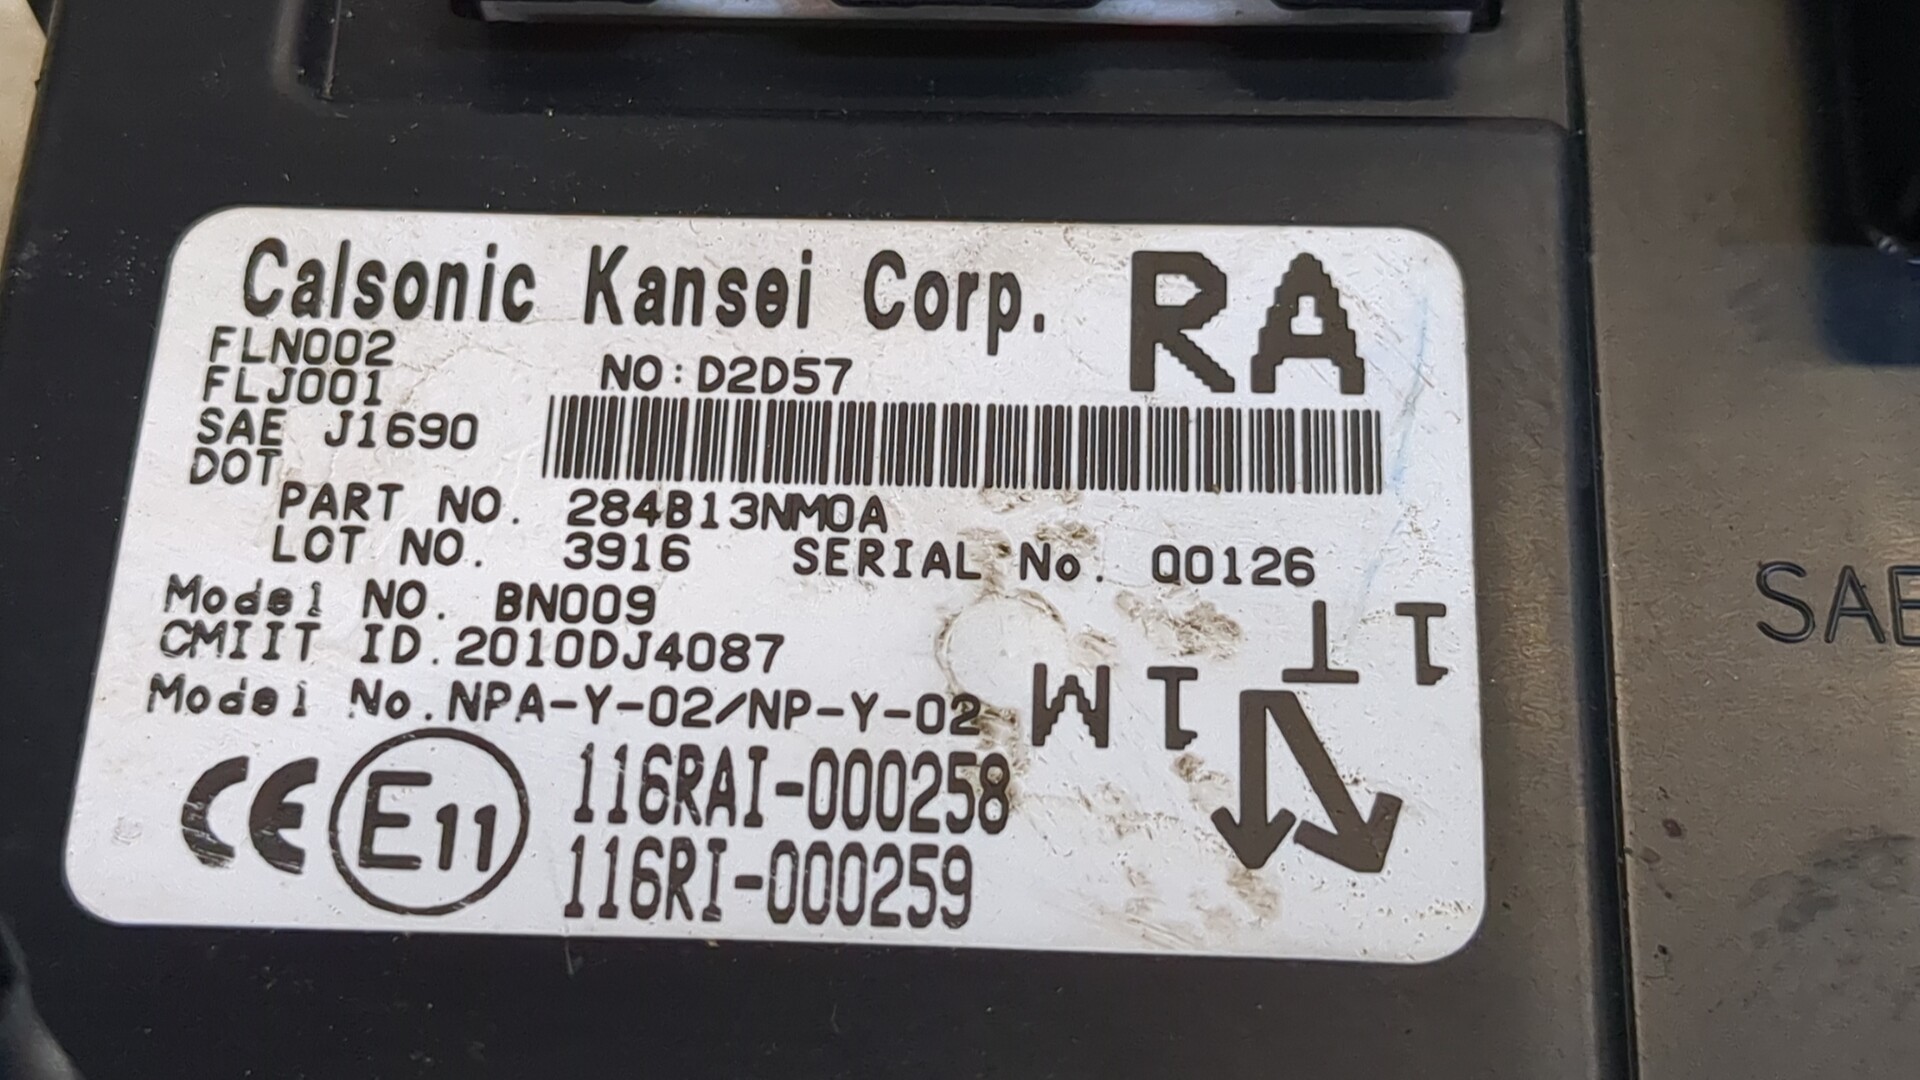 Calsonic Kansei Corp. RA
FLN002
FLJ001 NO:D2D57
SAE J1690
DOT
PART NO. 284B13NM0A
LOT NO. 3916 SERIAL No. Q0126
Model NO. BN009
CMIIT ID.2010DJ4087
Model No.NPA-Y-02/NP-Y-02
1T
1M
CE E11 116RAI-000258
116RI-000259
SAE